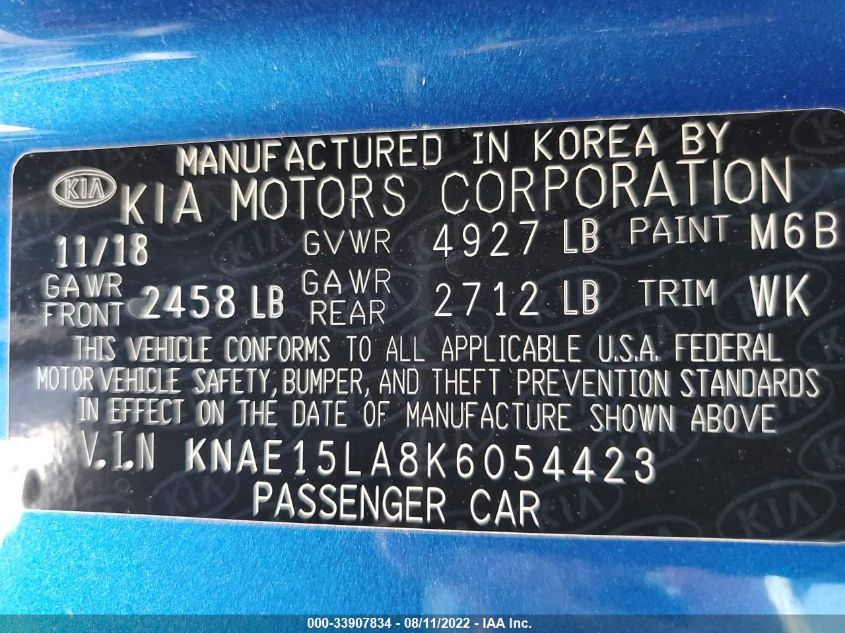 MANUFACTURED IN KOREA BY
KIA KIA MOTORS CORPORATION
11/18 GVWR 4927 LB PAINT M6B
GAWR FRONT 2458 LB GAWR REAR 2712 LB TRIM WK
THIS VEHICLE CONFORMS TO ALL APPLICABLE U.S.A. FEDERAL
MOTOR VEHICLE SAFETY, BUMPER, AND THEFT PREVENTION STANDARDS
IN EFFECT ON THE DATE OF MANUFACTURE SHOWN ABOVE
V.I.N KNAE15LA8K6054423
PASSENGER CAR
000-33907834 - 08/11/2022 - IAA Inc.